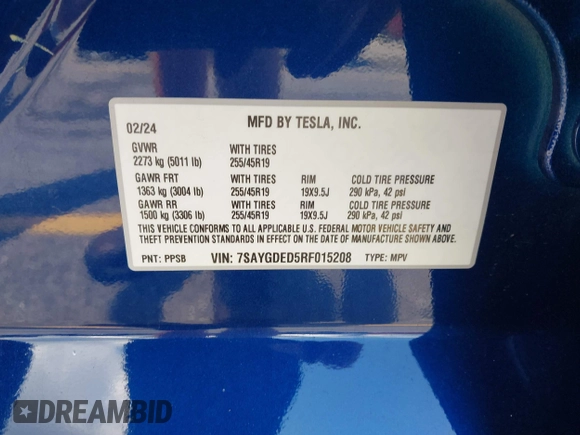 02/24 MFD BY TESLA, INC.
GVWR WITH TIRES
2273 kg (5011 lb) 255/45R19
GAWR FRT WITH TIRES RIM COLD TIRE PRESSURE
1363 kg (3004 lb) 255/45R19 19X9.5J 290 kPa, 42 psi
GAWR RR WITH TIRES RIM COLD TIRE PRESSURE
1500 kg (3306 lb) 255/45R19 19X9.5J 290 kPa, 42 psi
THIS VEHICLE CONFORMS TO ALL APPLICABLE U.S. FEDERAL MOTOR VEHICLE SAFETY AND
THEFT PREVENTION STANDARDS IN EFFECT ON THE DATE OF MANUFACTURE SHOWN ABOVE.
PNT: PPSB VIN: 7SAYGDED5RF015208 TYPE: MPV
DREAMBID